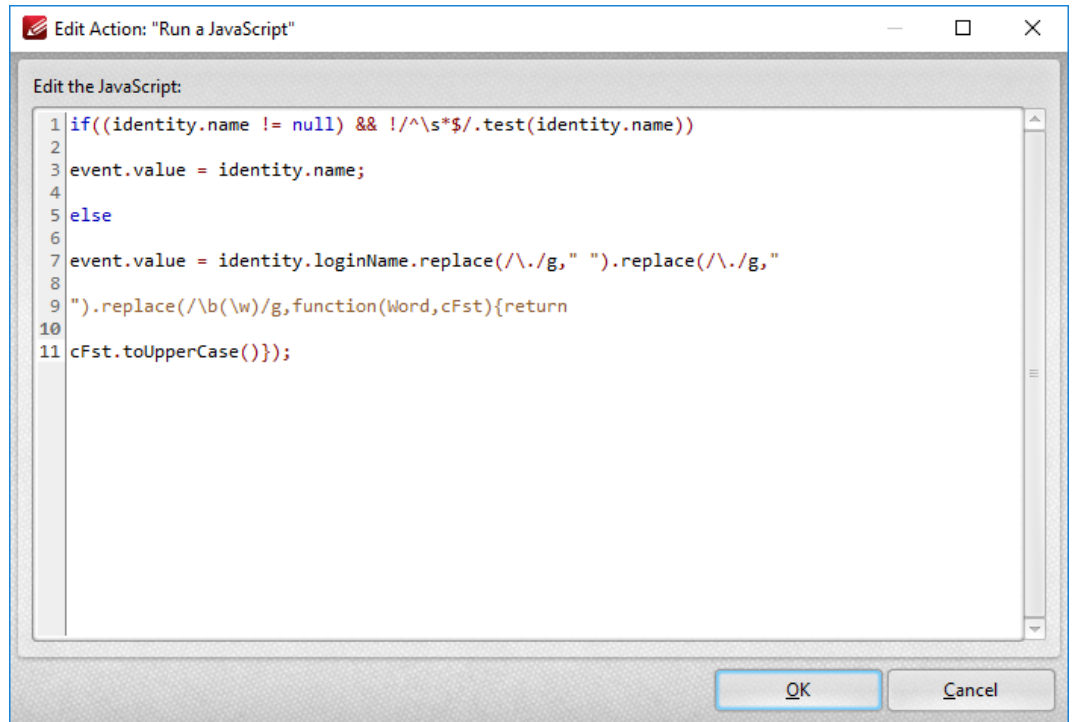 Edit Action: "Run a JavaScript"
Edit the JavaScript:
1 if((identity.name != null) && !/^\s*$/.test(identity.name))
2
3 event.value = identity.name;
4
5 else
6
7 event.value = identity.loginName.replace(/\./g," ").replace(/\./g,"
8
9 ").replace(/\b(\w)/g,function(Word,cFst){return
10
11 cFst.toUpperCase()});
OK
Cancel